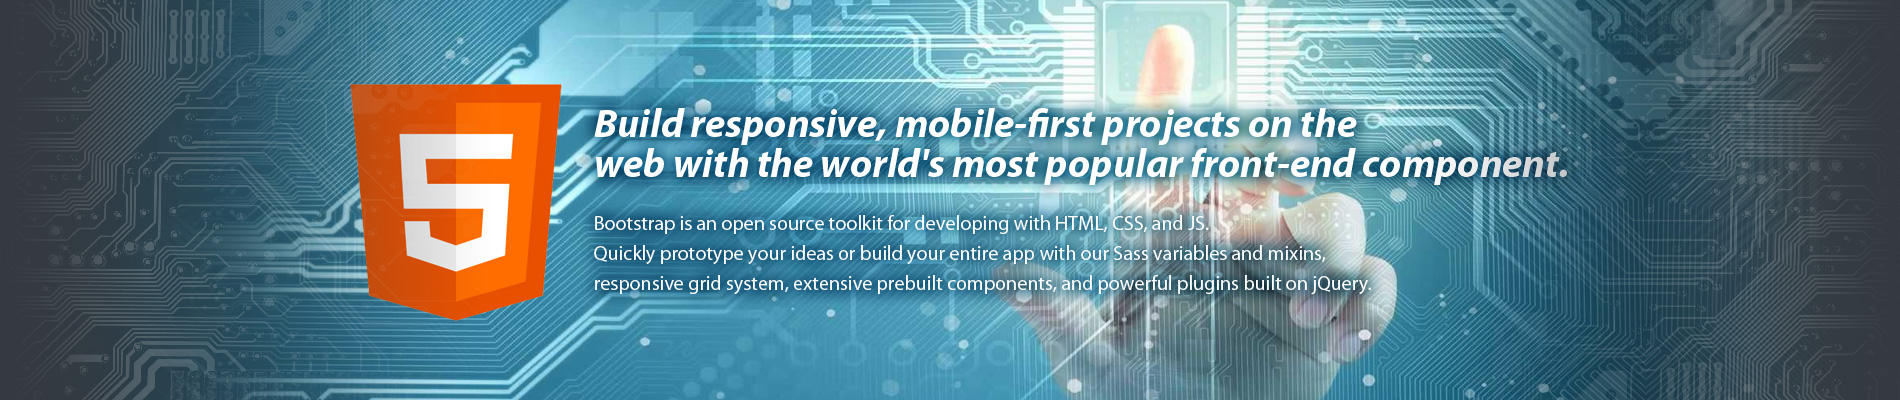 5
Build responsive, mobile-first projects on the
web with the world's most popular front-end component.
Bootstrap is an open source toolkit for developing with HTML, CSS, and JS.
Quickly prototype your ideas or build your entire app with our Sass variables and mixins,
responsive grid system, extensive prebuilt components, and powerful plugins built on jQuery.